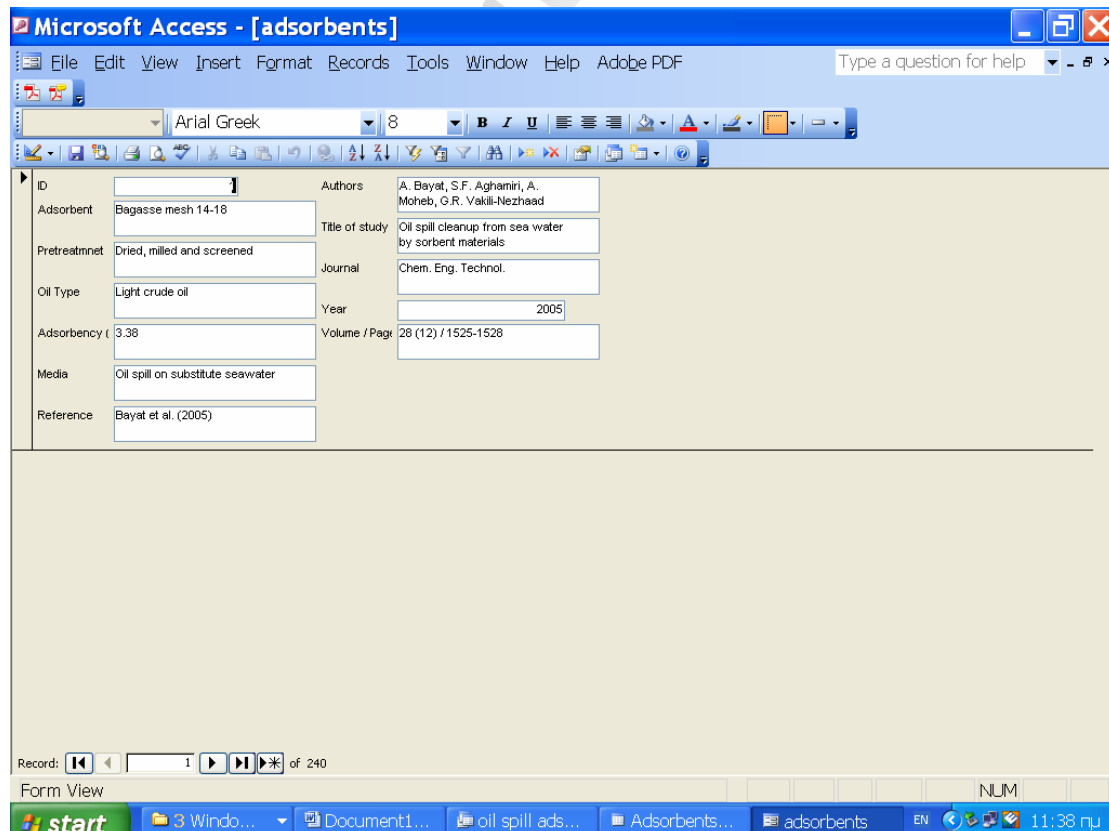 Microsoft Access - [adsorbents]
File Edit View Insert Format Records Tools Window Help Adobe PDF Type a question for help
Arial Greek 8 B I U A
ABC
ID 1
Adsorbent Bagasse mesh 14-18
Pretreatmnet Dried, milled and screened
Oil Type Light crude oil
Adsorbency ( 3.38
Media Oil spill on substitute seawater
Reference Bayat et al. (2005)
Authors A. Bayat, S.F. Aghamiri, A.
Moheb, G.R. Vakili-Nezhaad
Title of study Oil spill cleanup from sea water
by sorbent materials
Journal Chem. Eng. Technol.
Year 2005
Volume / Page 28 (12) / 1525-1528
Record: 1 of 240
Form View NUM
start 3 Windo... Document1... oil spill ads... Adsorbents... adsorbents EN 11:38 πμ